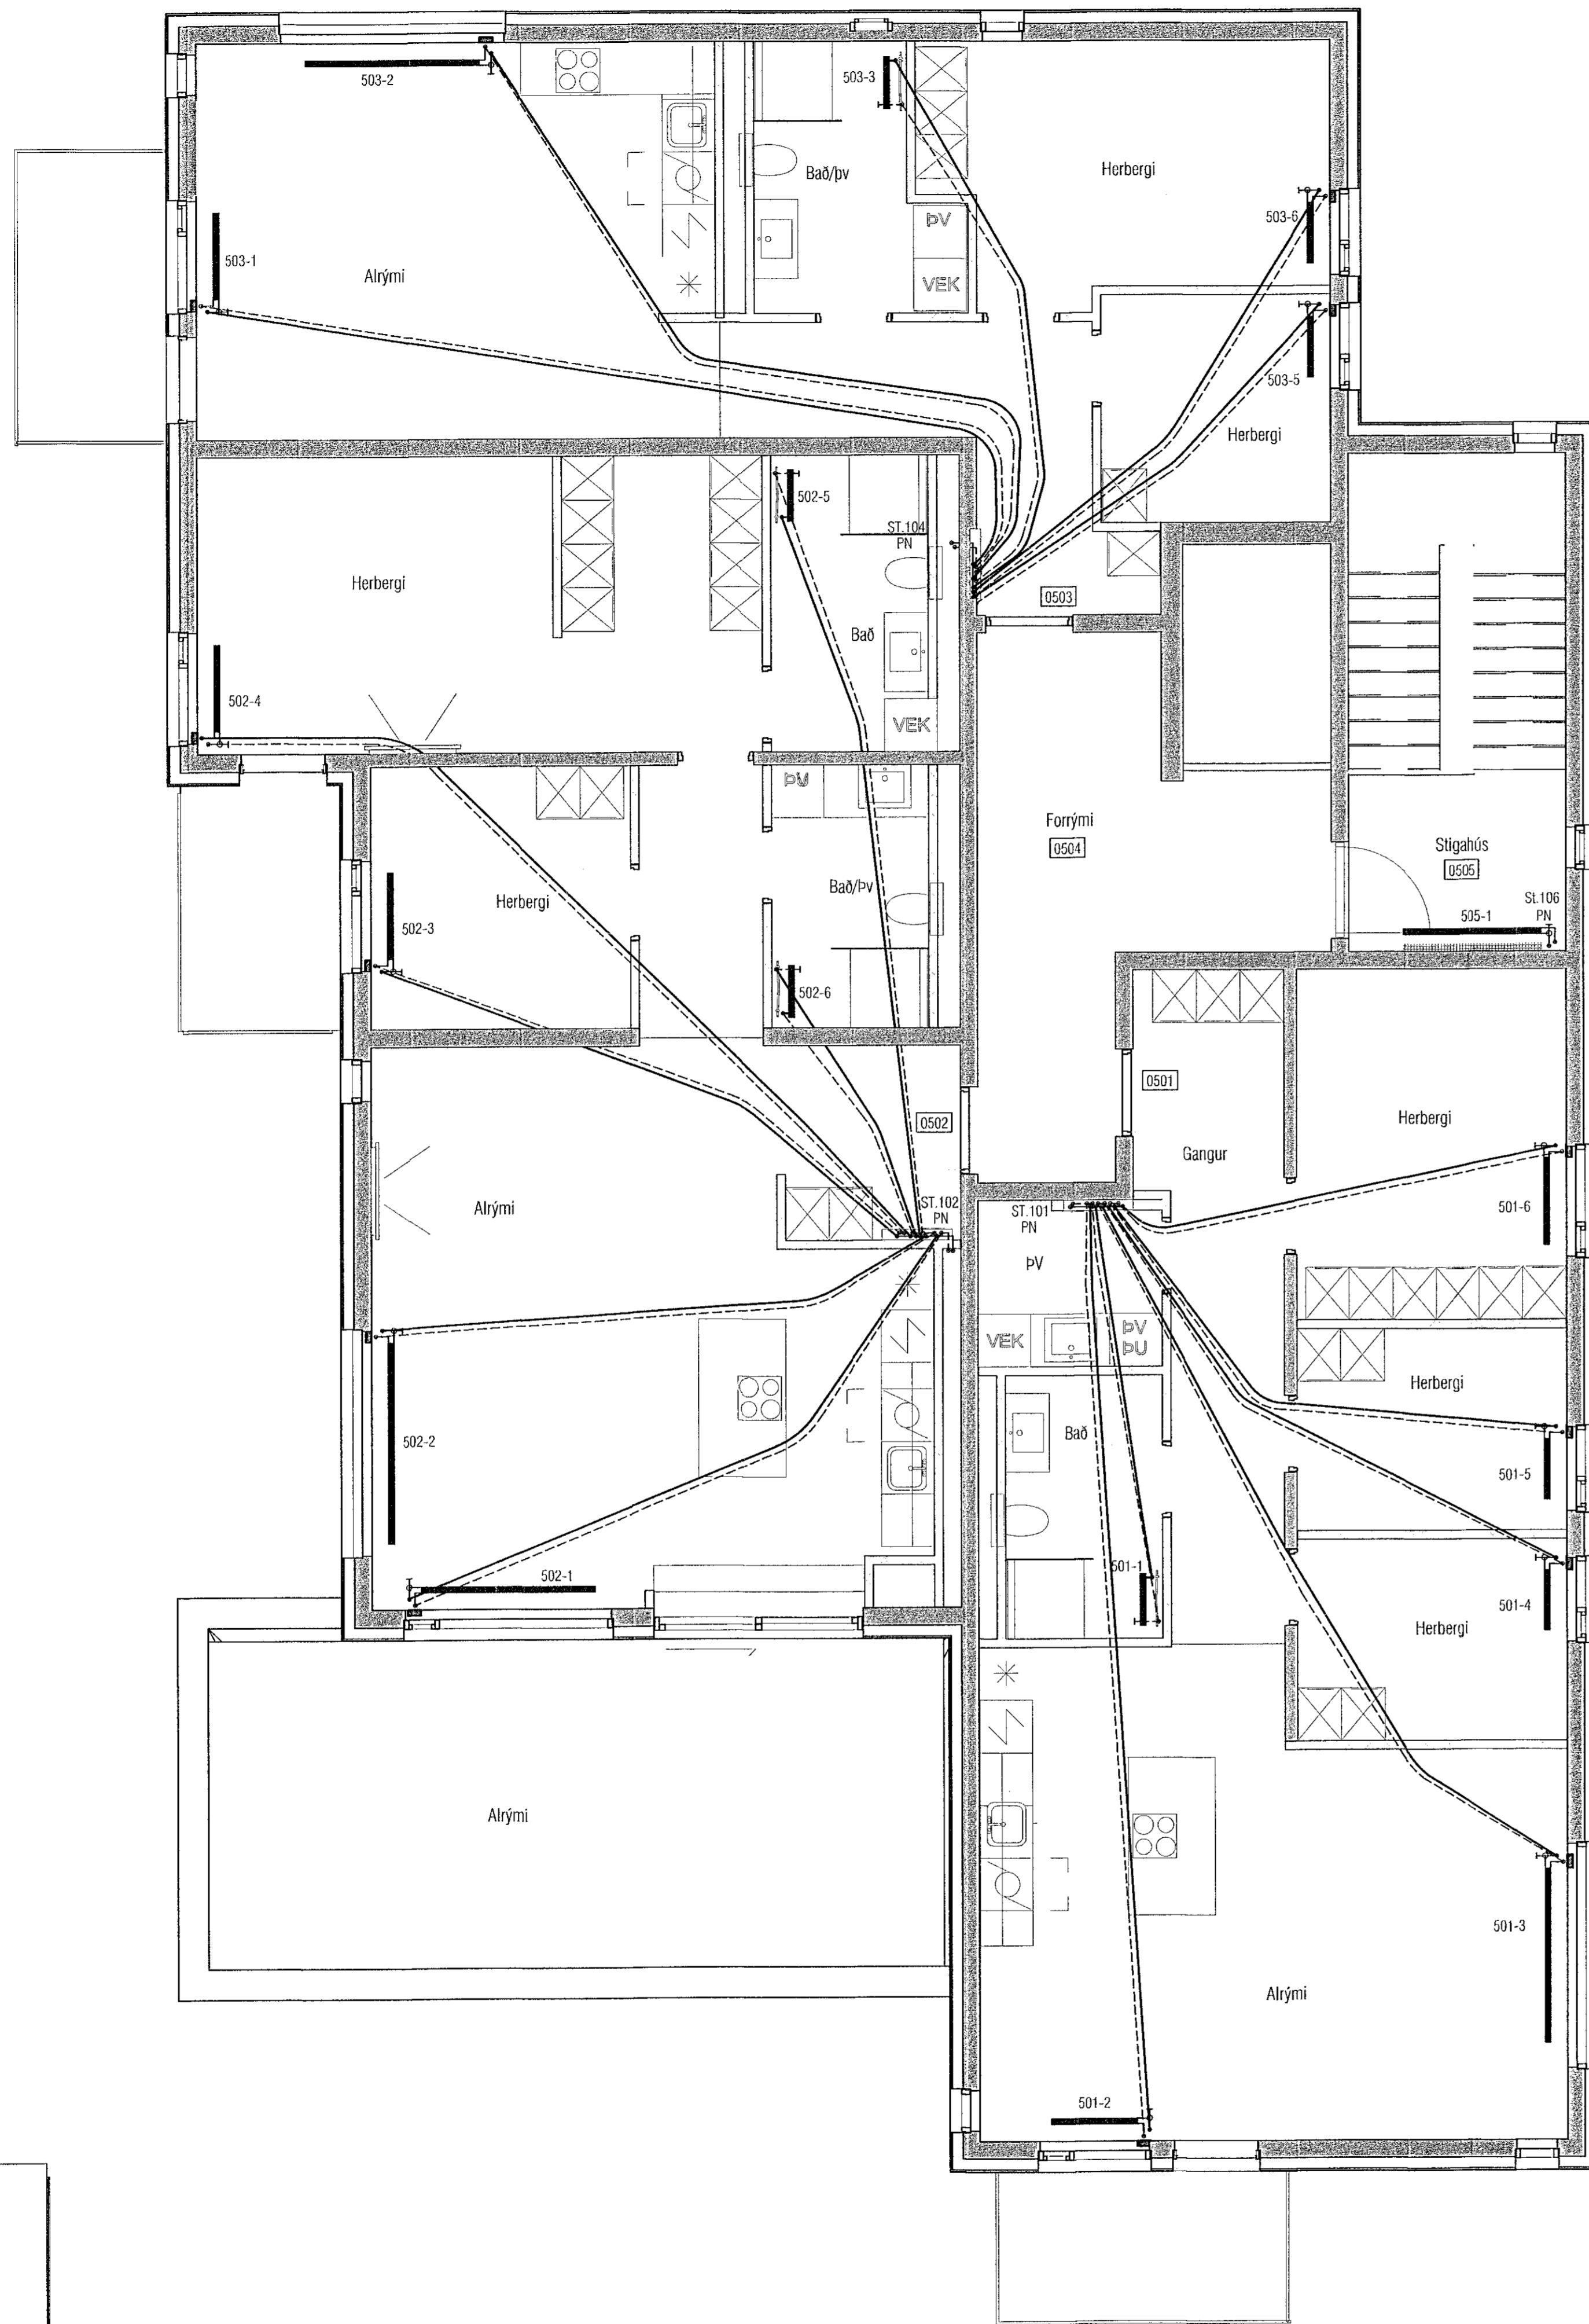 503-2
503-3
Bað/þv
Herbergi
503-6
ÞV
VEK
503-1
Alrými
503-5
Herbergi
502-5
ST.104
PN
Herbergi
0503
Bað
502-4
VEK
ÞU
Forrými
0504
Stigahús
0505
St.106
PN
505-1
Bað/Þv
Herbergi
502-3
502-6
0501
Herbergi
0502
Gangur
Alrými
ST.102
PN
ST.101
PN
501-6
ÞV
VEK
ÞV
ÞU
Herbergi
502-2
Bað
501-5
502-1
501-1
501-4
Herbergi
Alrými
501-3
Alrými
501-2